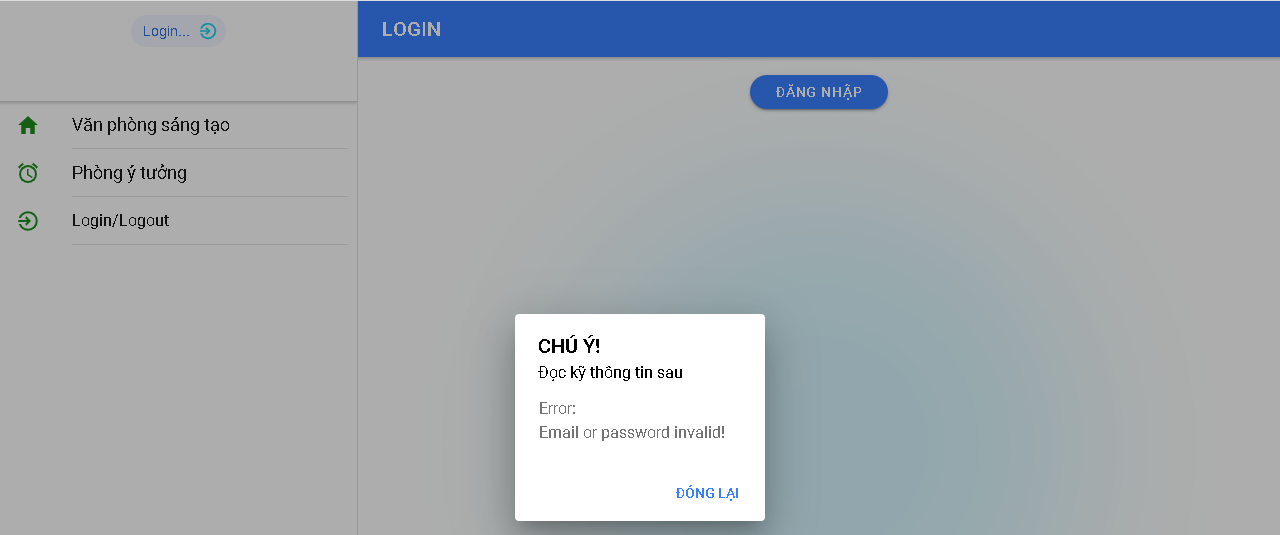 Login...
LOGIN
ĐĂNG NHẬP
Văn phòng sáng tạo
Phòng ý tưởng
Login/Logout
CHÚ Ý!
Đọc kỹ thông tin sau
Error:
Email or password invalid!
ĐÓNG LẠI